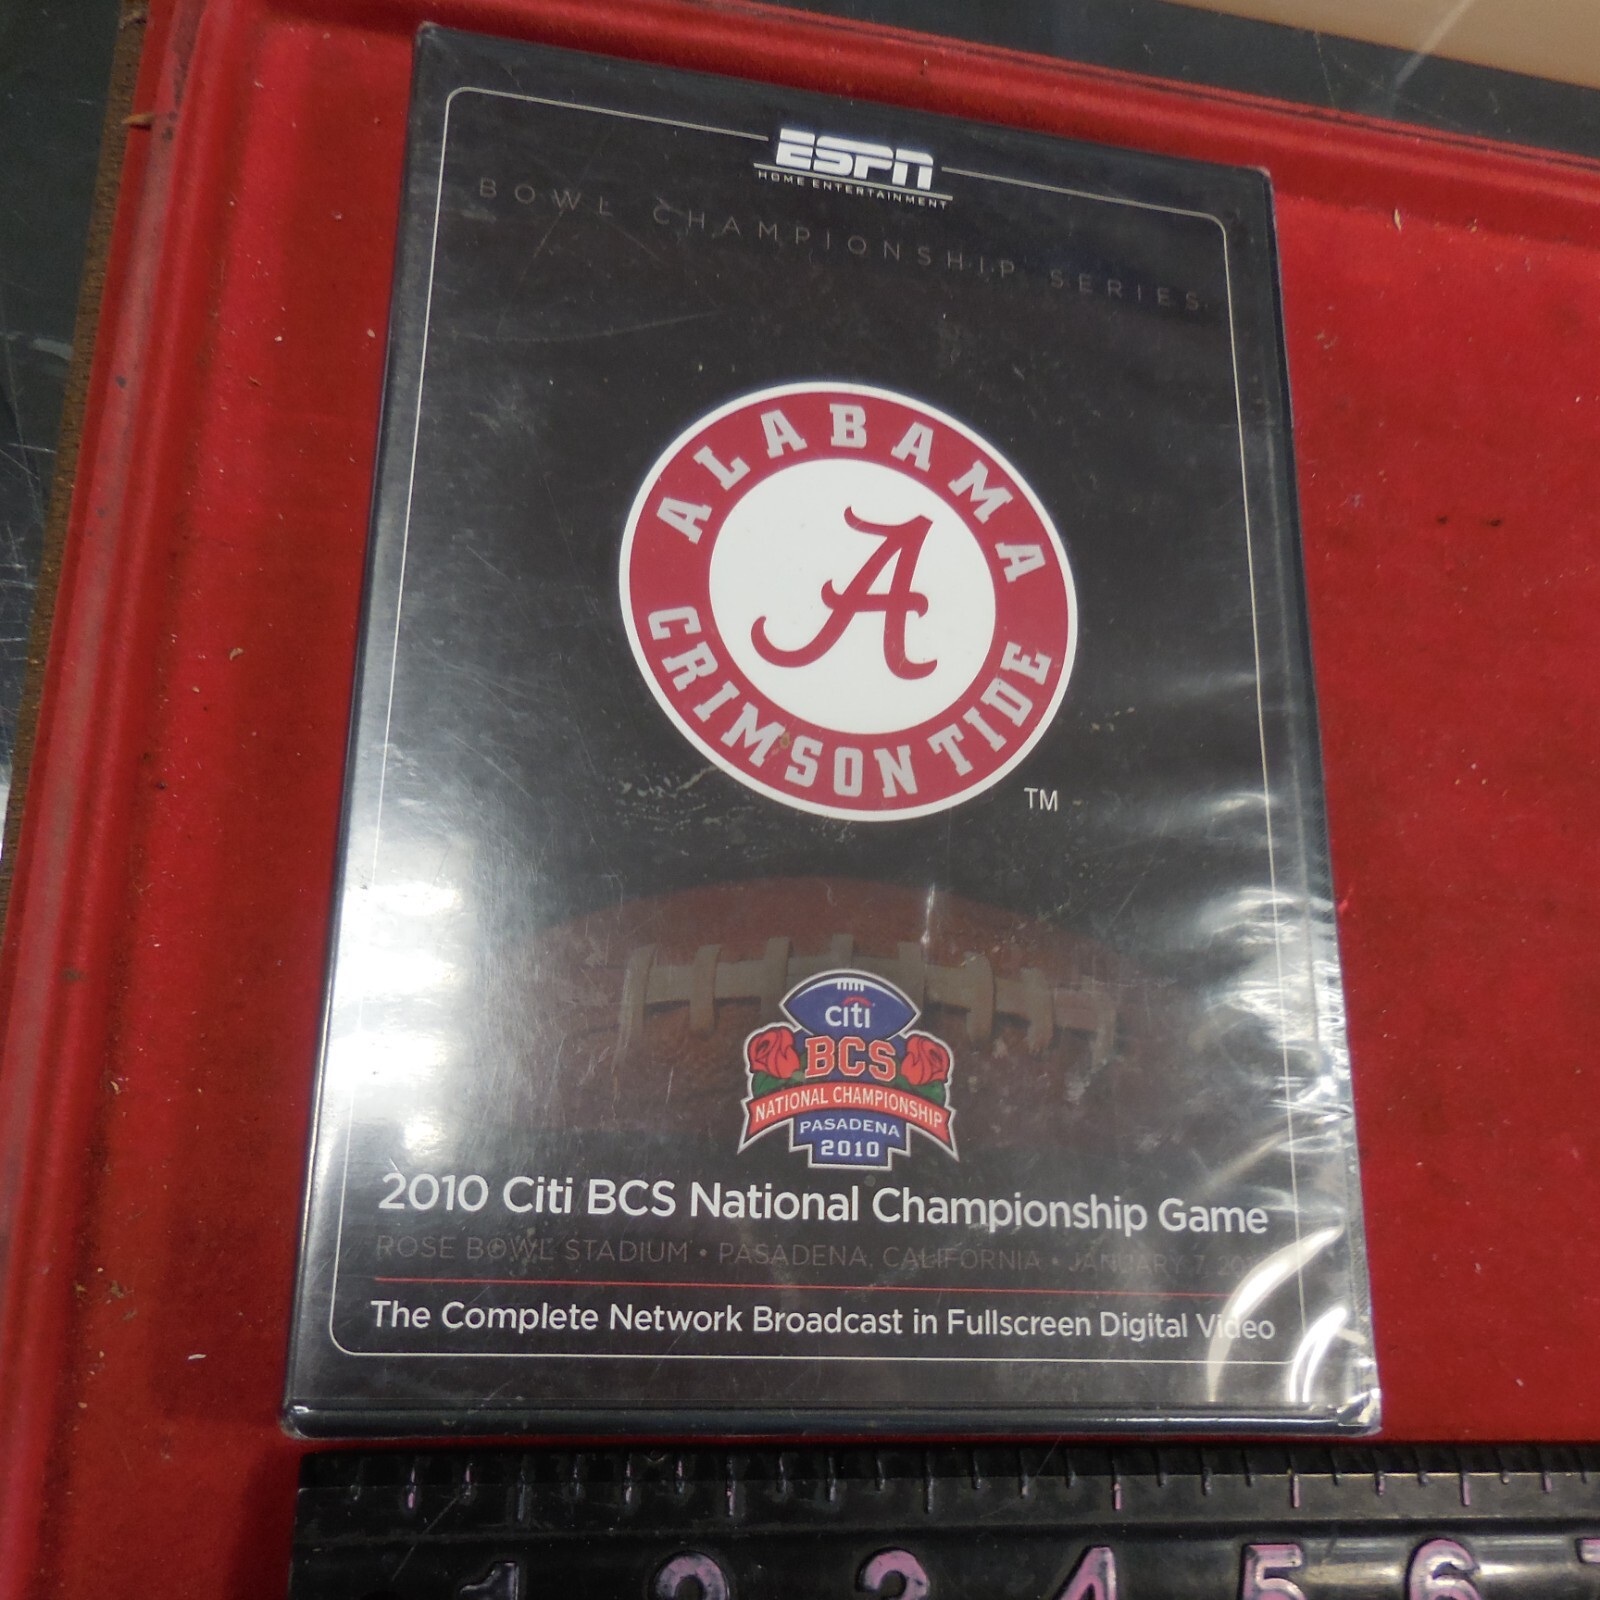 ESPN
HOME ENTERTAINMENT
BOWL CHAMPIONSHIP SERIES
ALABAMA
CRIMSON TIDE
A
TM
citi
BCS
NATIONAL CHAMPIONSHIP
PASADENA
2010
2010 Citi BCS National Championship Game
ROSE BOWL STADIUM • PASADENA, CALIFORNIA • JANUARY 7,
The Complete Network Broadcast in Fullscreen Digital Video
1 2 3 4 5 6